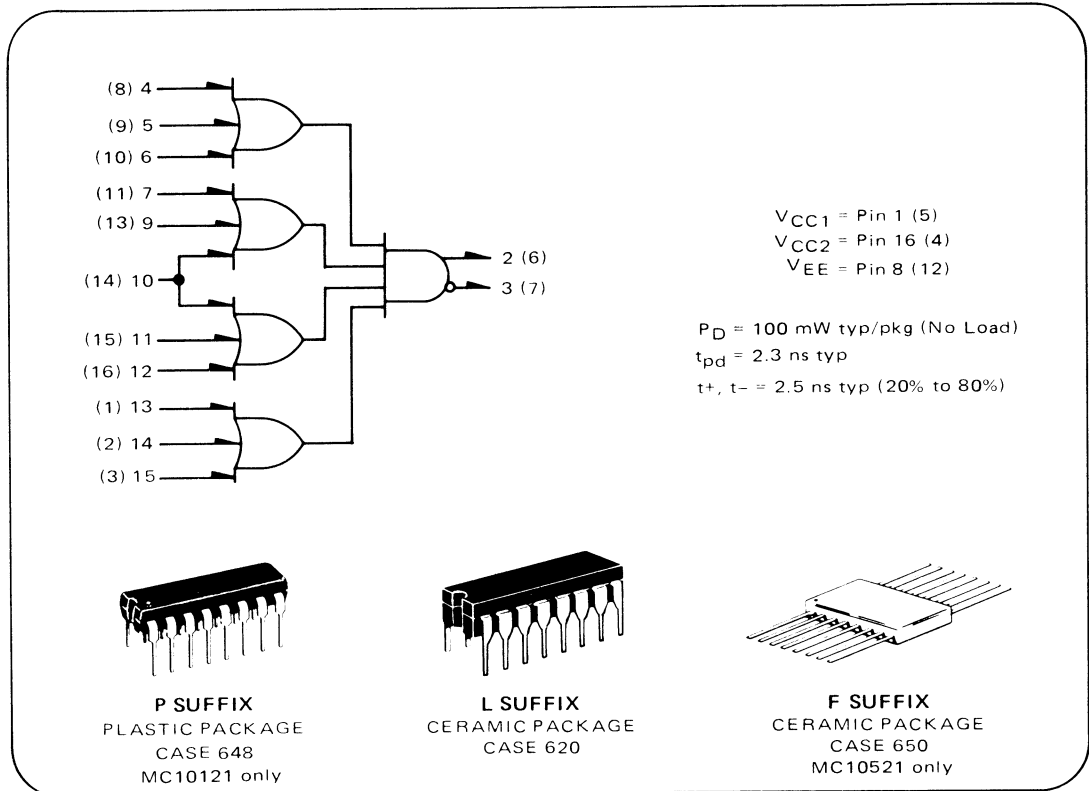 (8) 4
(9) 5
(10) 6
(11) 7
(13) 9
(14) 10
(15) 11
(16) 12
(1) 13
(2) 14
(3) 15
2 (6)
3 (7)
VCC1 = Pin 1 (5)
VCC2 = Pin 16 (4)
VEE = Pin 8 (12)
PD = 100 mW typ/pkg (No Load)
tpd = 2.3 ns typ
t+, t− = 2.5 ns typ (20% to 80%)
P SUFFIX
PLASTIC PACKAGE
CASE 648
MC10121 only
L SUFFIX
CERAMIC PACKAGE
CASE 620
F SUFFIX
CERAMIC PACKAGE
CASE 650
MC10521 only